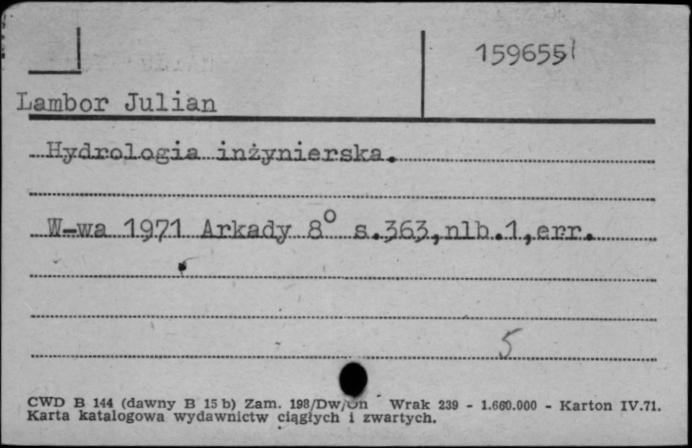 159655
Lambor Julian
Hydrologia inżynierska.
W-wa 1971 Arkady 8° s.363,nlb.1,err.
5
CWD B 144 (dawny B 15 b) Zam. 198/Dw/On Wrak 239 - 1.660.000 - Karton IV.71.
Karta katalogowa wydawnictw ciągłych i zwartych.